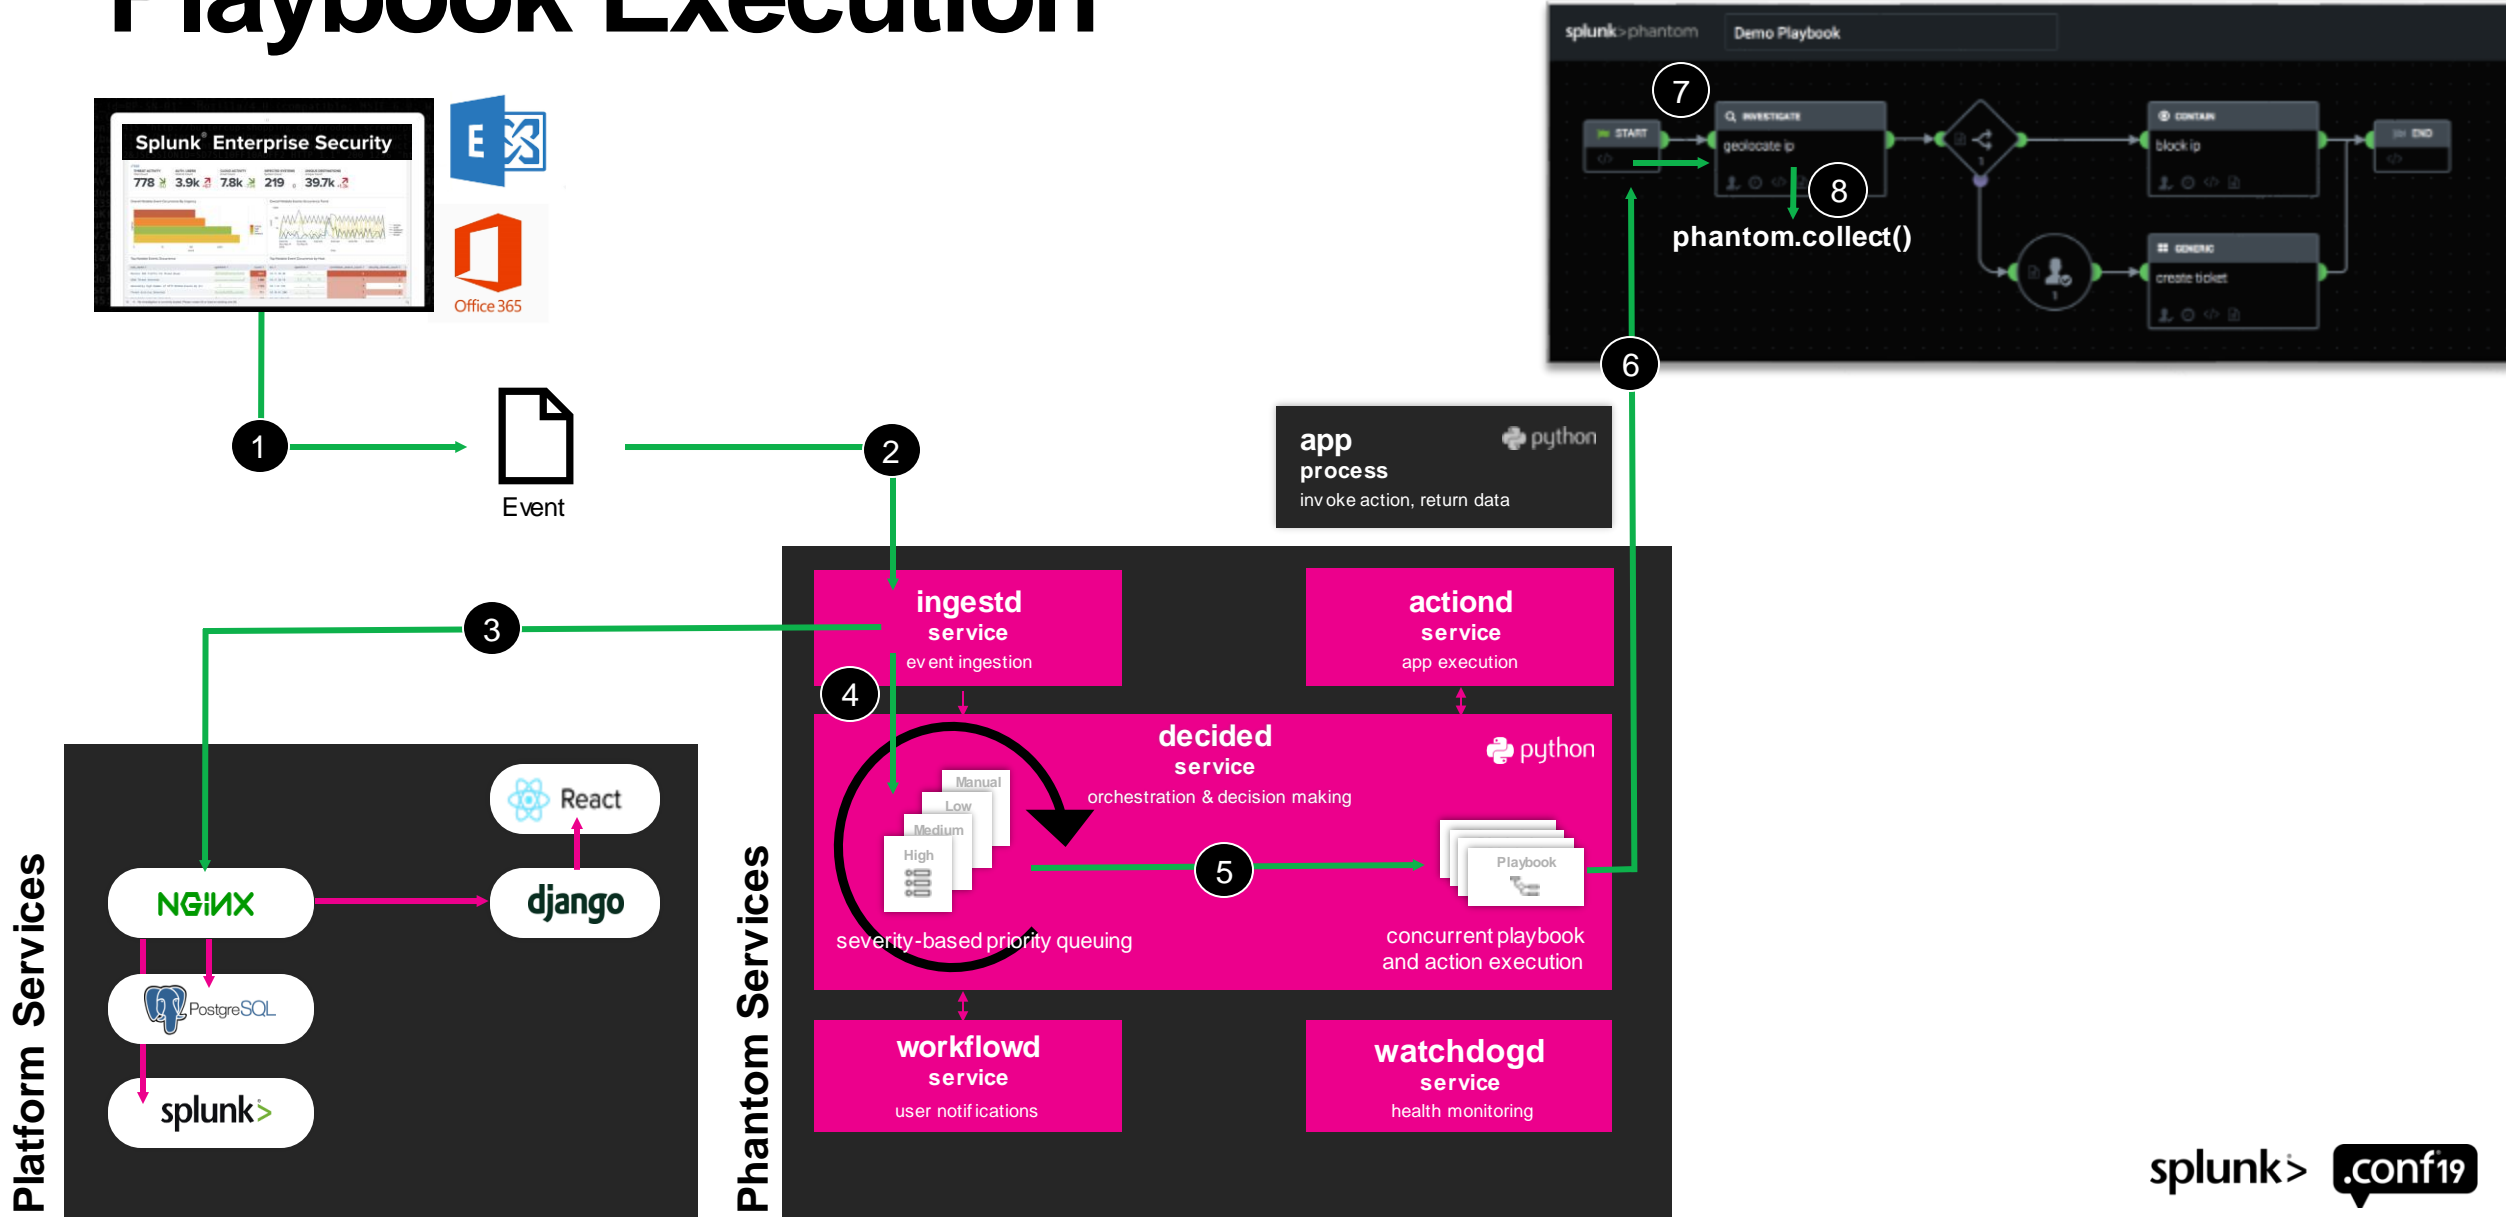 Playbook Execution
splunk>phantom
Demo Playbook
Splunk® Enterprise Security
778
3.9k
7.8k
219
39.7k
E
Office 365
7
START
INVESTIGATE
geolocate ip
8
phantom.collect()
1
CONTAIN
block ip
END
1
GENERIC
create ticket
6
1
Event
2
app
process
invoke action, return data
python
3
ingestd
service
event ingestion
actiond
service
app execution
4
decided
service
orchestration & decision making
python
Manual
Low
Medium
High
5
Playbook
severity-based priority queuing
concurrent playbook
and action execution
workflowd
service
user notifications
watchdogd
service
health monitoring
Phantom Services
Platform Services
React
NGINX
django
PostgreSQL
splunk>
splunk>
.conf19